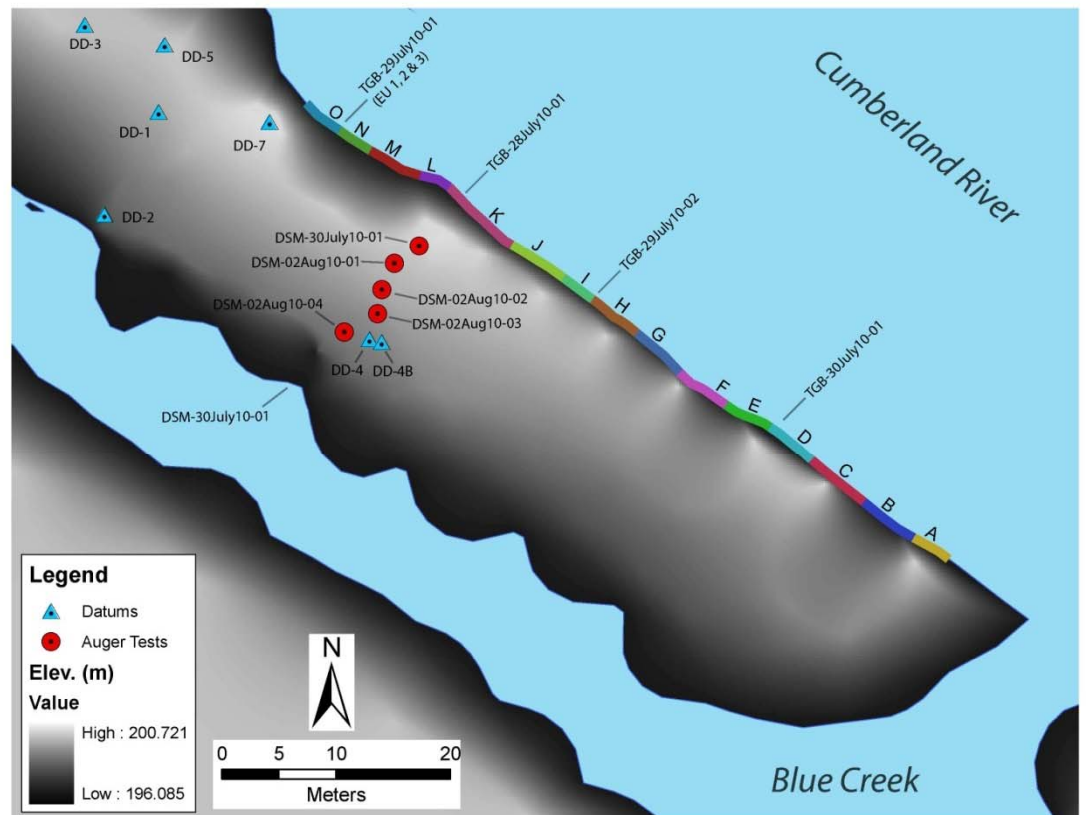 DD-3
DD-5
DD-1
DD-7
DD-2
TGB-29July10-01
(EU 1, 2 & 3)
TGB-28July10-01
Cumberland River
O
N
M
L
K
J
I
H
G
F
E
D
C
B
A
TGB-29July10-02
TGB-30July10-01
DSM-30July10-01
DSM-02Aug10-01
DSM-02Aug10-02
DSM-02Aug10-04
DSM-02Aug10-03
DD-4
DD-4B
DSM-30July10-01
Legend
Datums
Auger Tests
Elev. (m)
Value
High : 200.721
Low : 196.085
N
0 5 10 20
Meters
Blue Creek